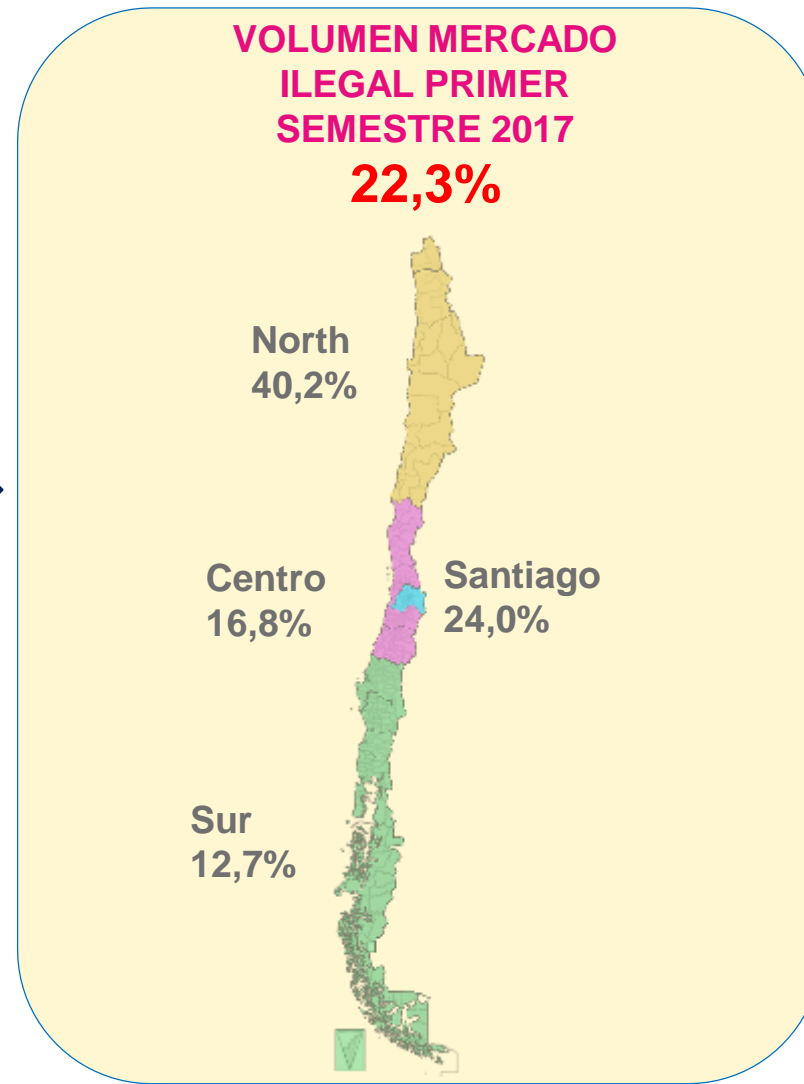 VOLUMEN MERCADO
ILEGAL PRIMER
SEMESTRE 2017
22,3%
North
40,2%
Centro
16,8%
Santiago
24,0%
Sur
12,7%